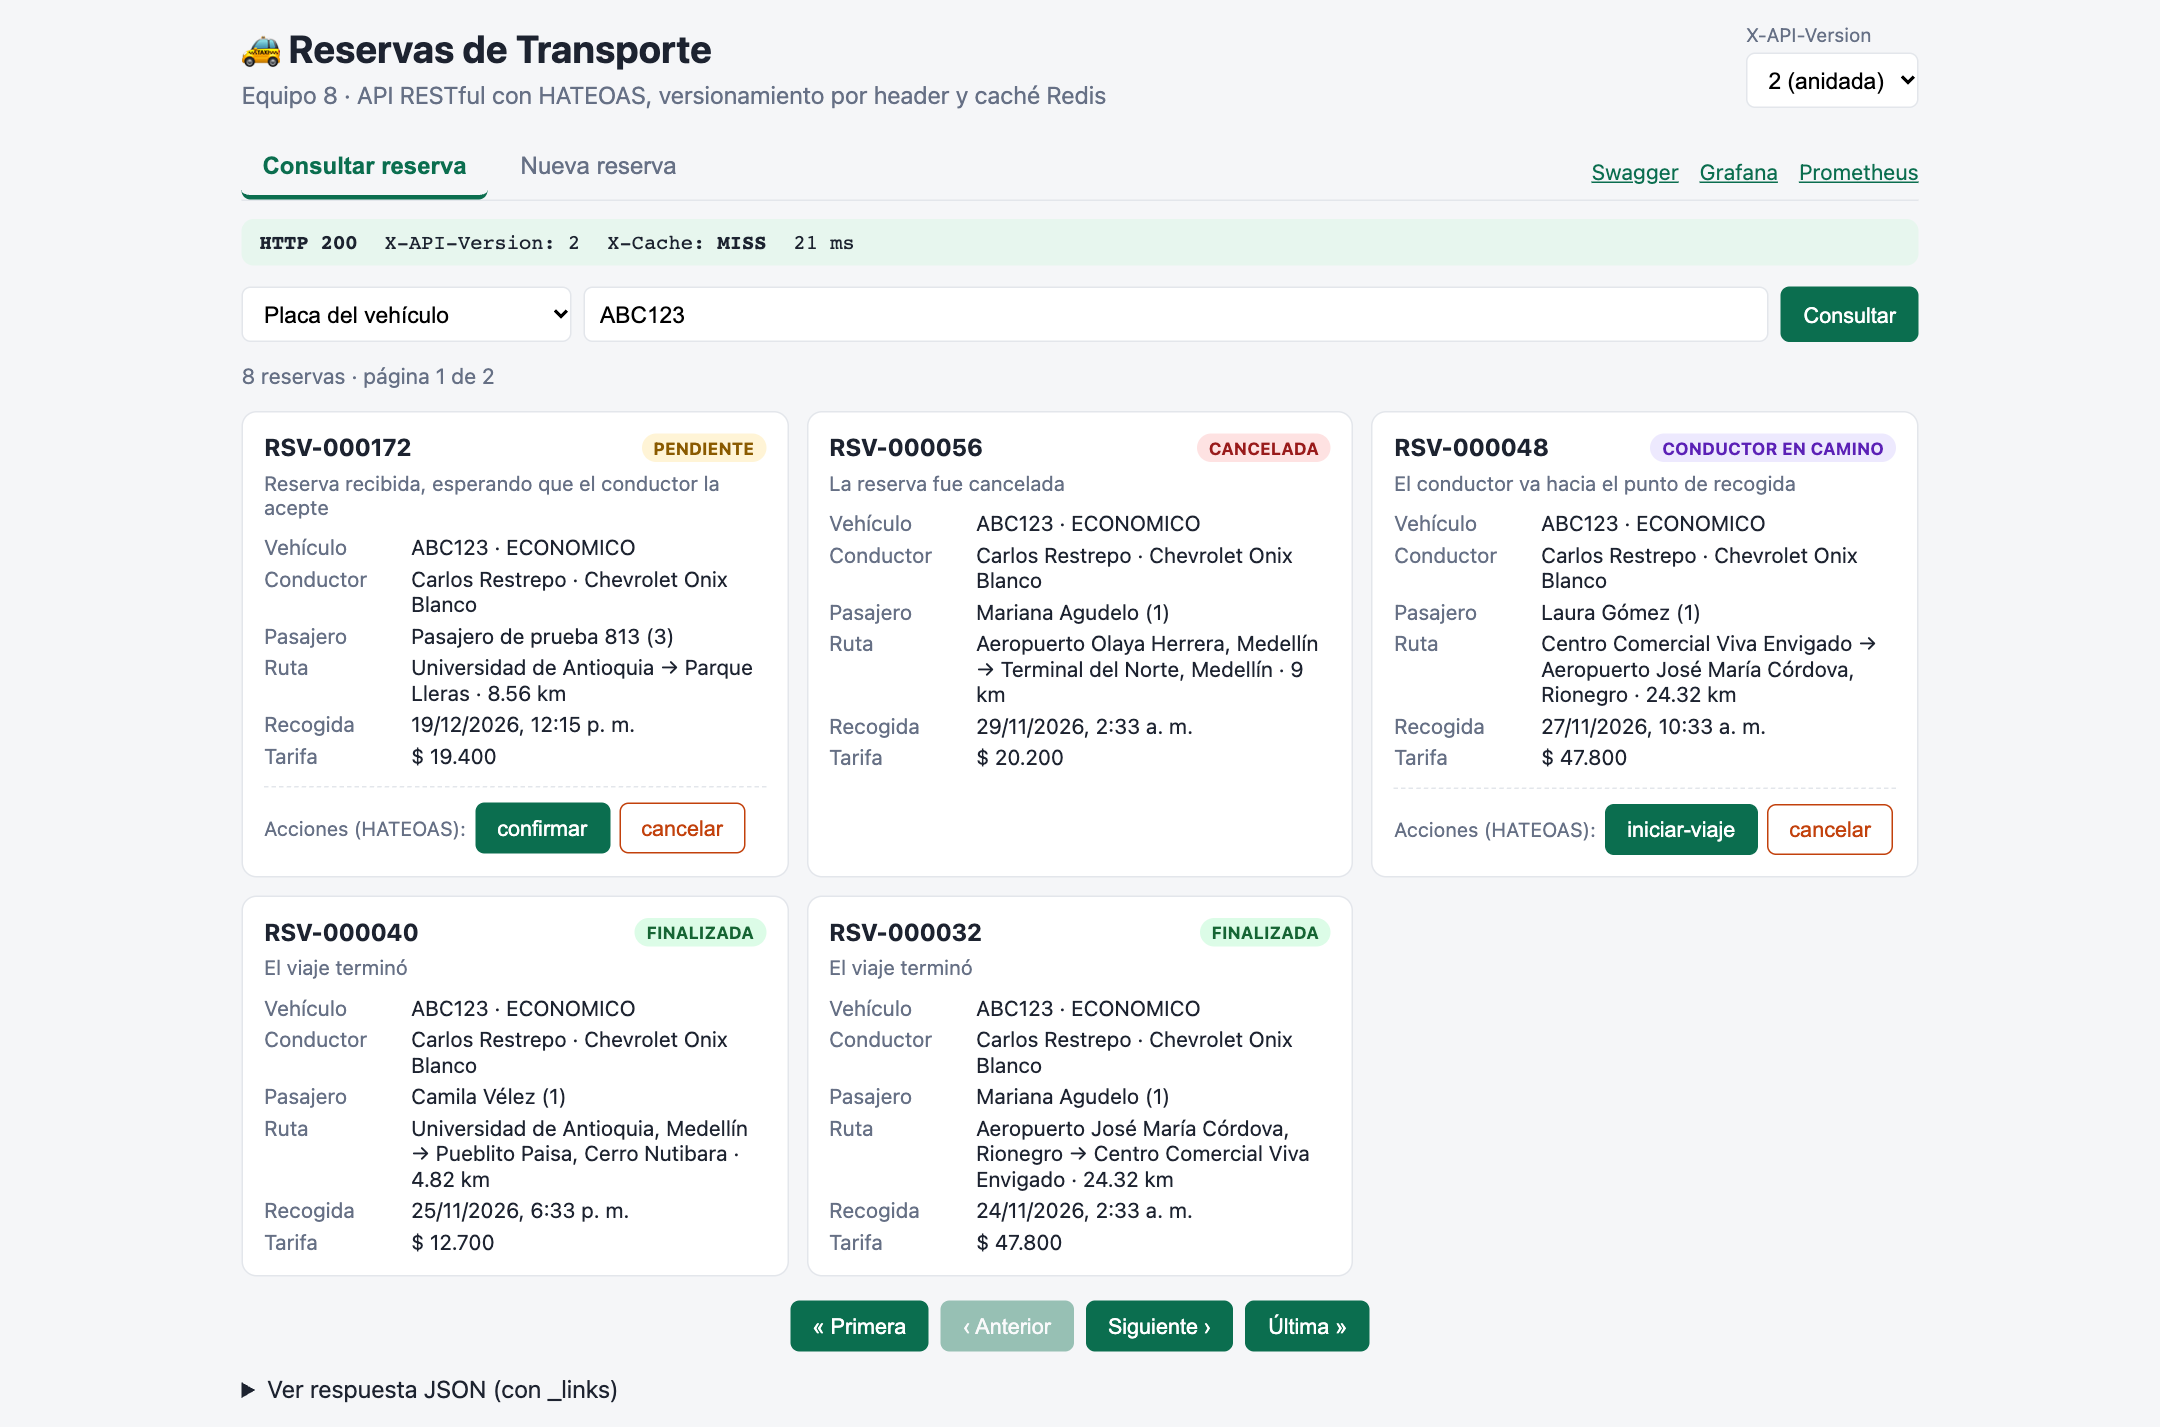 🚕 Reservas de Transporte
Equipo 8 · API RESTful con HATEOAS, versionamiento por header y caché Redis
X-API-Version
2 (anidada)
Consultar reserva
Nueva reserva
Swagger
Grafana
Prometheus
HTTP 200 X-API-Version: 2 X-Cache: MISS 21 ms
Placa del vehículo
ABC123
Consultar
8 reservas · página 1 de 2
RSV-000172
PENDIENTE
Reserva recibida, esperando que el conductor la
acepte
Vehículo ABC123 · ECONOMICO
Conductor Carlos Restrepo · Chevrolet Onix
Blanco
Pasajero Pasajero de prueba 813 (3)
Ruta Universidad de Antioquia → Parque
Lleras · 8.56 km
Recogida 19/12/2026, 12:15 p. m.
Tarifa $ 19.400
Acciones (HATEOAS): confirmar cancelar
RSV-000056
CANCELADA
La reserva fue cancelada
Vehículo ABC123 · ECONOMICO
Conductor Carlos Restrepo · Chevrolet Onix
Blanco
Pasajero Mariana Agudelo (1)
Ruta Aeropuerto Olaya Herrera, Medellín
→ Terminal del Norte, Medellín · 9
km
Recogida 29/11/2026, 2:33 a. m.
Tarifa $ 20.200
RSV-000048
CONDUCTOR EN CAMINO
El conductor va hacia el punto de recogida
Vehículo ABC123 · ECONOMICO
Conductor Carlos Restrepo · Chevrolet Onix
Blanco
Pasajero Laura Gómez (1)
Ruta Centro Comercial Viva Envigado →
Aeropuerto José María Córdova,
Rionegro · 24.32 km
Recogida 27/11/2026, 10:33 a. m.
Tarifa $ 47.800
Acciones (HATEOAS): iniciar-viaje cancelar
RSV-000040
FINALIZADA
El viaje terminó
Vehículo ABC123 · ECONOMICO
Conductor Carlos Restrepo · Chevrolet Onix
Blanco
Pasajero Camila Vélez (1)
Ruta Universidad de Antioquia, Medellín
→ Pueblito Paisa, Cerro Nutibara ·
4.82 km
Recogida 25/11/2026, 6:33 p. m.
Tarifa $ 12.700
RSV-000032
FINALIZADA
El viaje terminó
Vehículo ABC123 · ECONOMICO
Conductor Carlos Restrepo · Chevrolet Onix
Blanco
Pasajero Mariana Agudelo (1)
Ruta Aeropuerto José María Córdova,
Rionegro → Centro Comercial Viva
Envigado · 24.32 km
Recogida 24/11/2026, 2:33 a. m.
Tarifa $ 47.800
« Primera
‹ Anterior
Siguiente ›
Última »
▶ Ver respuesta JSON (con _links)